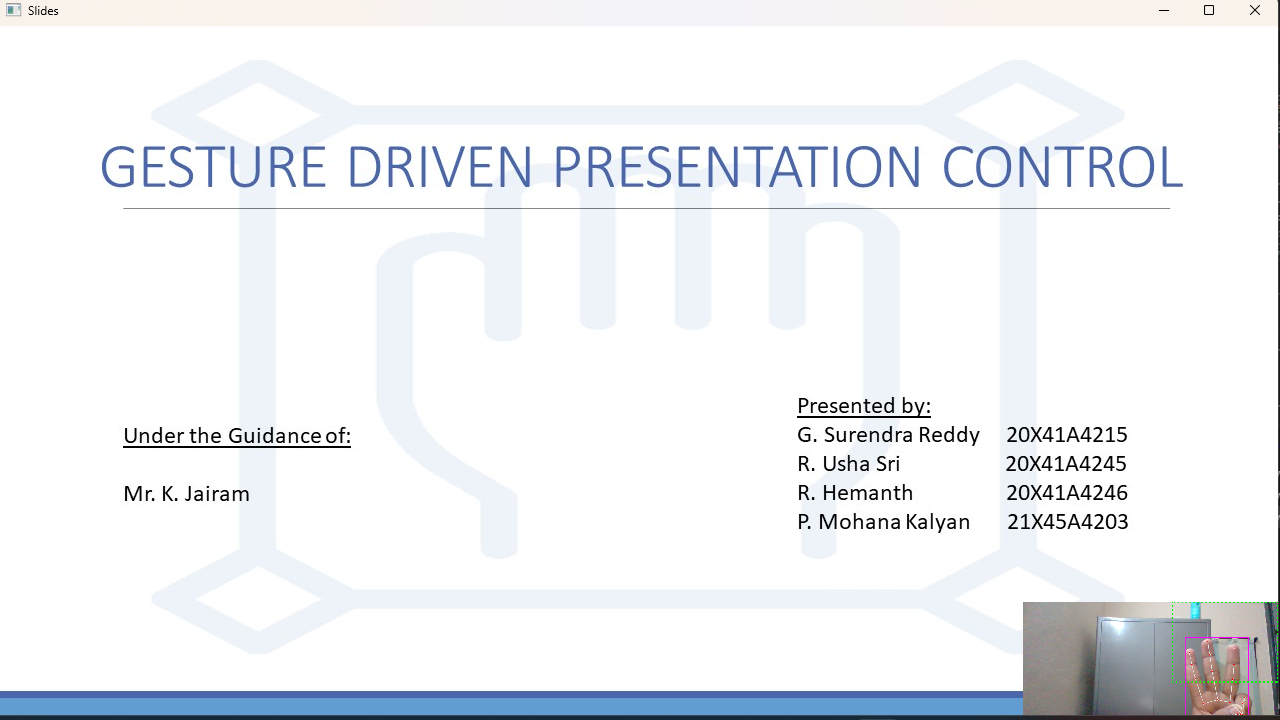 Slides
GESTURE DRIVEN PRESENTATION CONTROL
Under the Guidance of:
Mr. K. Jairam
Presented by:
G. Surendra Reddy 20X41A4215
R. Usha Sri 20X41A4245
R. Hemanth 20X41A4246
P. Mohana Kalyan 21X45A4203